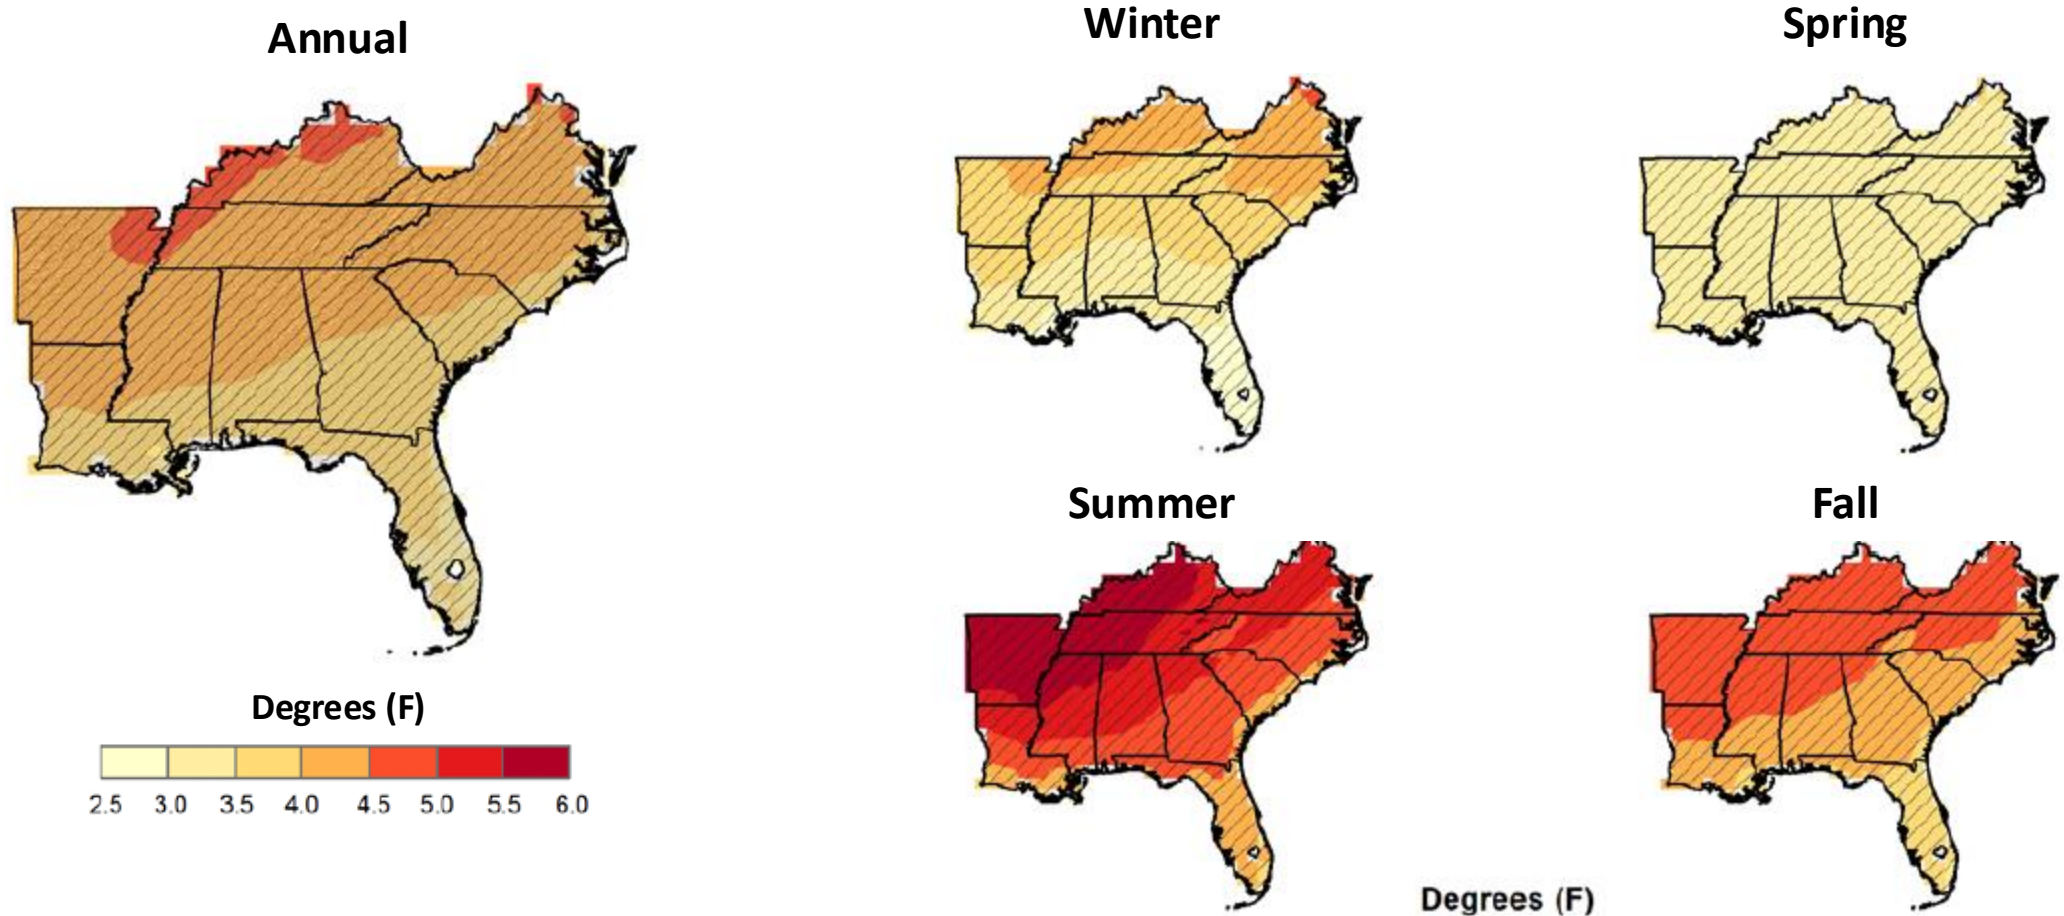 Annual
Winter
Spring
Summer
Fall
Degrees (F)
2.5 3.0 3.5 4.0 4.5 5.0 5.5 6.0
Degrees (F)